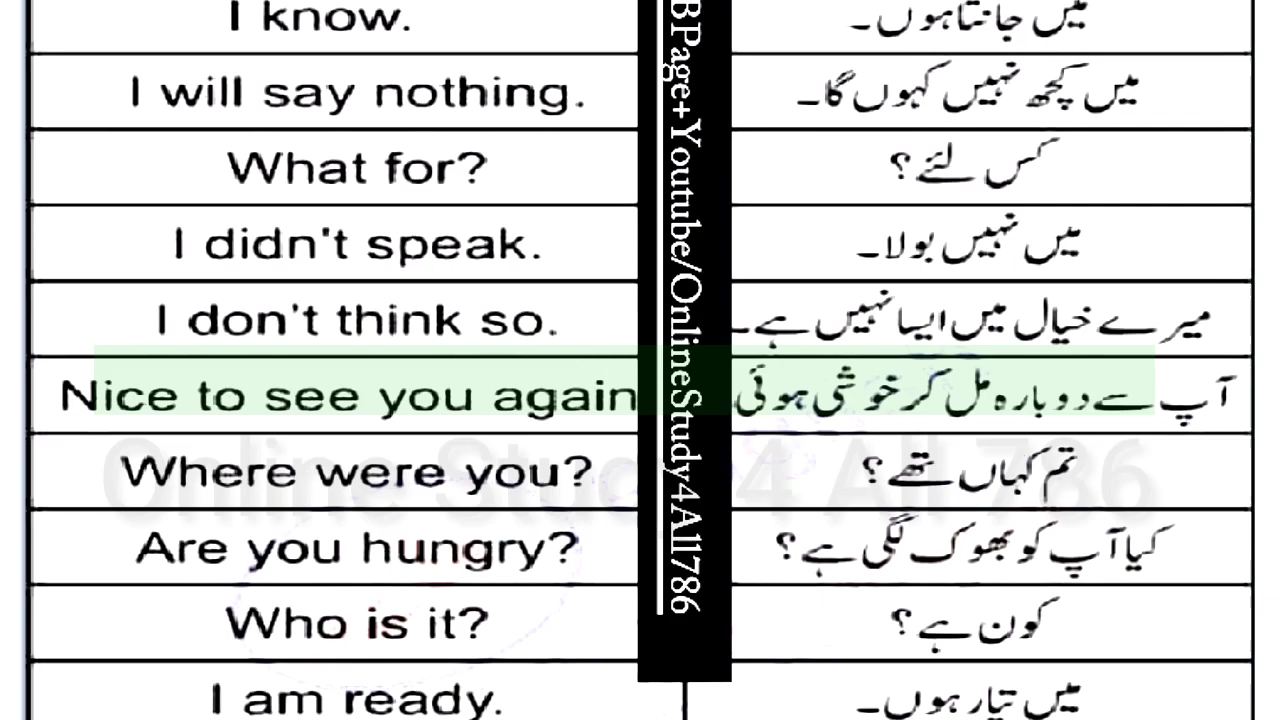 I know. میں جانتا ہوں۔
I will say nothing. میں کچھ نہیں کہوں گا۔
What for? کس لئے؟
I didn't speak. میں نہیں بولا۔
I don't think so. میرے خیال میں ایسا نہیں ہے۔
Nice to see you again آپ سے دوبارہ مل کر خوشی ہوئی
Where were you? تم کہاں تھے؟
Are you hungry? کیا آپ کو بھوک لگی ہے؟
Who is it? کون ہے؟
I am ready. میں تیار ہوں۔
BPage+Youtube/OnlineStudy4All786
Online Study 4 All 786